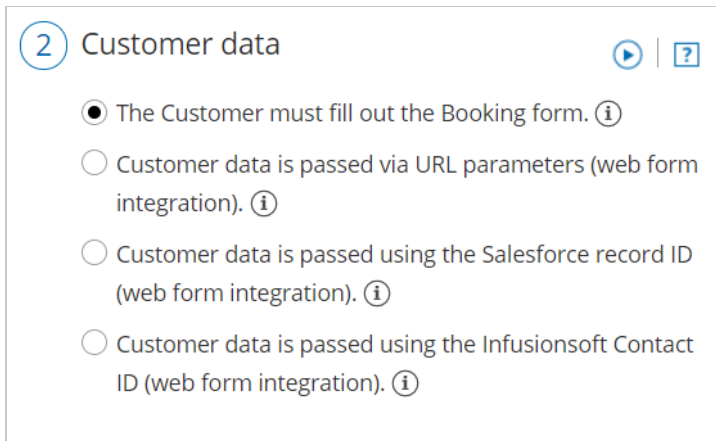 2 Customer data
The Customer must fill out the Booking form.
Customer data is passed via URL parameters (web form
integration).
Customer data is passed using the Salesforce record ID
(web form integration).
Customer data is passed using the Infusionsoft Contact
ID (web form integration).